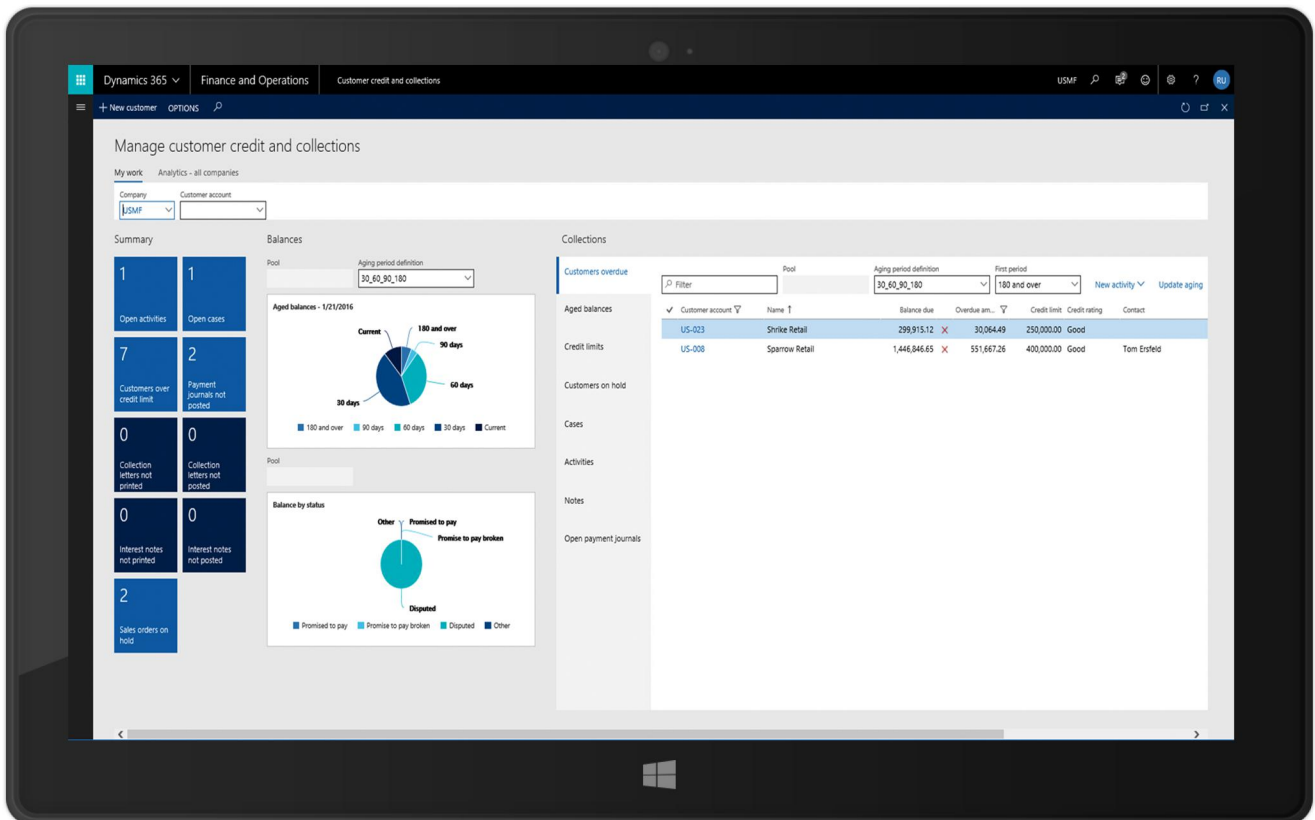 Dynamics 365
Finance and Operations
Customer credit and collections
USMF
?
RU
+ New customer OPTIONS
Manage customer credit and collections
My work Analytics - all companies
Company Customer account
USMF
Summary
1
Open activities
1
Open cases
7
Customers over
credit limit
2
Payment
journals not
posted
0
Collection
letters not
printed
0
Collection
letters not
posted
0
Interest notes
not printed
0
Interest notes
not posted
2
Sales orders on
hold
Balances
Pool Aging period definition
30_60_90_180
Aged balances - 1/21/2016
Current
180 and over
90 days
60 days
30 days
180 and over 90 days 60 days 30 days Current
Pool
Balance by status
Other Promised to pay
Promise to pay broken
Disputed
Promised to pay Promise to pay broken Disputed Other
Collections
Customers overdue
Aged balances
Credit limits
Customers on hold
Cases
Activities
Notes
Open payment journals
Pool Aging period definition First period
Filter 30_60_90_180 180 and over New activity Update aging
Customer account Name Balance due Overdue am... Credit limit Credit rating Contact
US-023 Shrike Retail 299,915.12 30,064.49 250,000.00 Good
US-008 Sparrow Retail 1,446,846.65 551,667.26 400,000.00 Good Tom Ersfeld